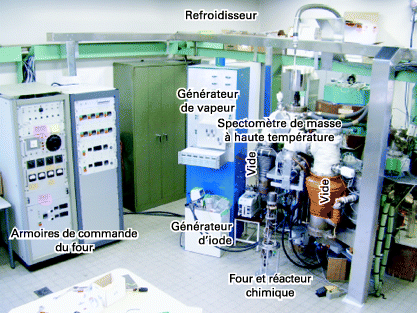 Refroidisseur
Générateur
de vapeur
Spectomètre de masse
à haute température
Vide
Vide
Armoires de commande
du four
Générateur
d'iode
Four et réacteur
chimique